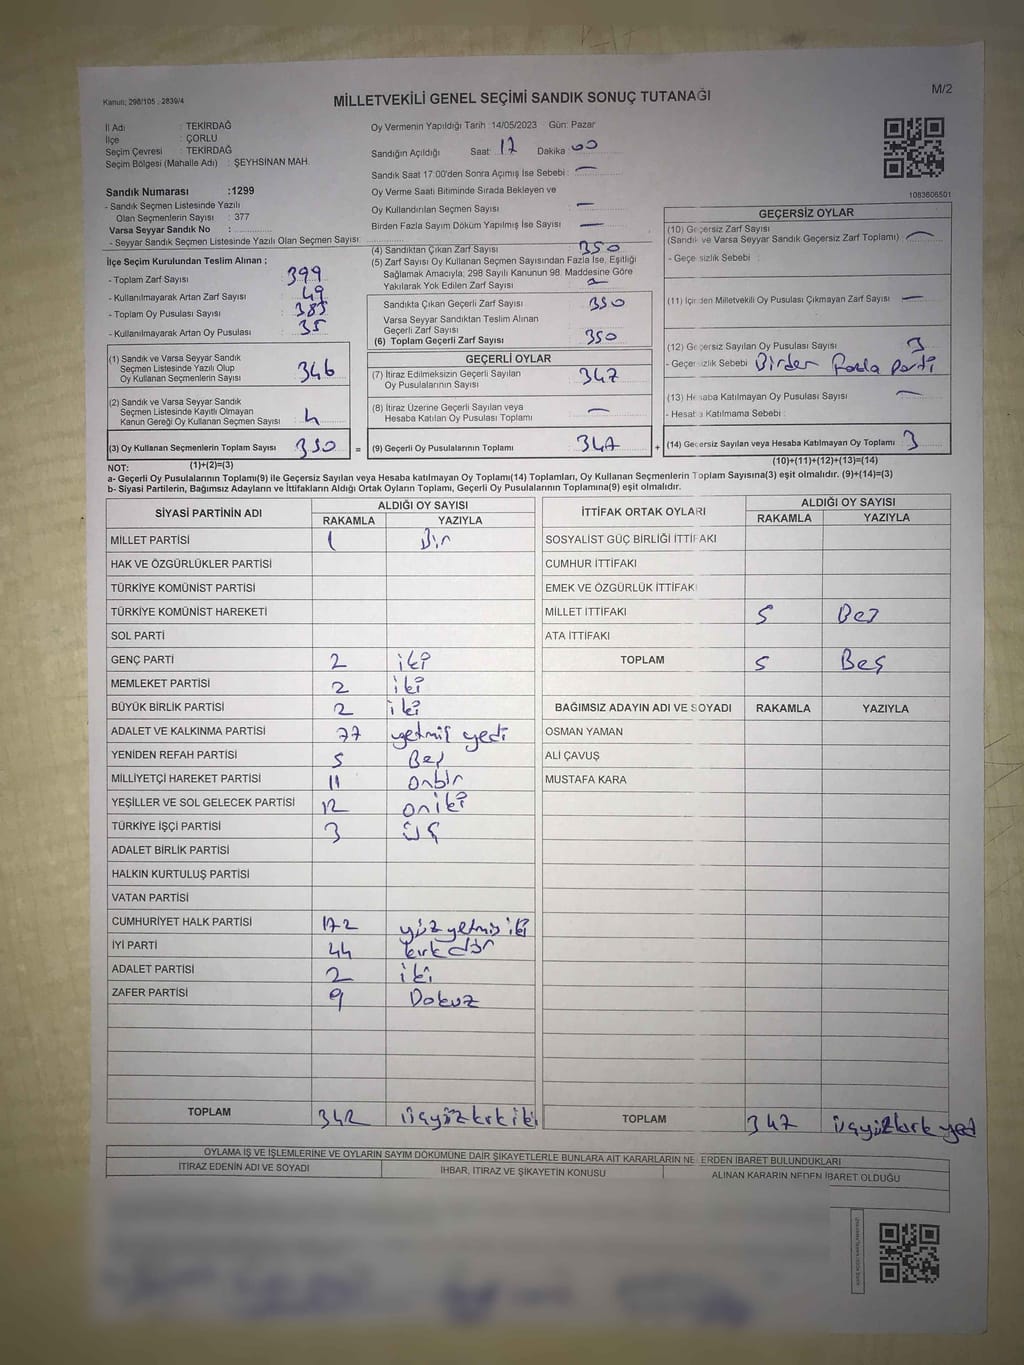 Kanun; 298/105 , 2839/4
MİLLETVEKİLİ GENEL SEÇİMİ SANDIK SONUÇ TUTANAĞI
M/2
İl Adı : TEKİRDAĞ
İlçe : ÇORLU
Seçim Çevresi : TEKİRDAĞ
Seçim Bölgesi (Mahalle Adı) : ŞEYHSİNAN MAH.
Sandık Numarası :1299
- Sandık Seçmen Listesinde Yazılı
Olan Seçmenlerin Sayısı : 377
Varsa Seyyar Sandık No :
- Seyyar Sandık Seçmen Listesinde Yazılı Olan Seçmen Sayısı:
Oy Vermenin Yapıldığı Tarih :14/05/2023 Gün: Pazar
Sandığın Açıldığı Saat: 17 Dakika: 00
Sandık Saat 17:00'den Sonra Açımış İse Sebebi : —
Oy Verme Saati Bitiminde Sırada Bekleyen ve
Oy Kullandırılan Seçmen Sayısı —
Birden Fazla Sayım Döküm Yapılmış İse Sayısı —
1083606501
İlçe Seçim Kurulundan Teslim Alınan ;
- Toplam Zarf Sayısı 399
- Kullanılmayarak Artan Zarf Sayısı 49
- Toplam Oy Pusulası Sayısı 385
- Kullanılmayarak Artan Oy Pusulası 35
(1) Sandık ve Varsa Seyyar Sandık
Seçmen Listesinde Yazılı Olup
Oy Kullanan Seçmenlerin Sayısı 346
(2) Sandık ve Varsa Seyyar Sandık
Seçmen Listesinde Kayıtlı Olmayan
Kanun Gereği Oy Kullanan Seçmen Sayısı 4
(3) Oy Kullanan Seçmenlerin Toplam Sayısı 350 =
(1)+(2)=(3)
(4) Sandıktan Çıkan Zarf Sayısı 350
(5) Zarf Sayısı Oy Kullanan Seçmen Sayısından Fazla İse, Eşitliği
Sağlamak Amacıyla, 298 Sayılı Kanunun 98. Maddesine Göre
Yakılarak Yok Edilen Zarf Sayısı
Sandıkta Çıkan Geçerli Zarf Sayısı 350
Varsa Seyyar Sandıktan Teslim Alınan
Geçerli Zarf Sayısı
(6) Toplam Geçerli Zarf Sayısı 350
GEÇERLİ OYLAR
(7) İtiraz Edilmeksizin Geçerli Sayılan
Oy Pusulalarının Sayısı 347
(8) İtiraz Üzerine Geçerli Sayılan veya
Hesaba Katılan Oy Pusulası Toplamı —
(9) Geçerli Oy Pusulalarının Toplamı 347 +
GEÇERSİZ OYLAR
(10) Geçersiz Zarf Sayısı
(Sandık ve Varsa Seyyar Sandık Geçersiz Zarf Toplamı) —
- Geçersizlik Sebebi :
(11) İçinden Milletvekili Oy Pusulası Çıkmayan Zarf Sayısı —
(12) Geçersiz Sayılan Oy Pusulası Sayısı 3
- Geçersizlik Sebebi Birden Fazla parti
(13) Hesaba Katılmayan Oy Pusulası Sayısı —
- Hesaba Katılmama Sebebi :
(14) Geçersiz Sayılan veya Hesaba Katılmayan Oy Toplamı 3
(10)+(11)+(12)+(13)=(14)
NOT:
a- Geçerli Oy Pusulalarının Toplamı(9) ile Geçersiz Sayılan veya Hesaba katılmayan Oy Toplamı(14) Toplamları, Oy Kullanan Seçmenlerin Toplam Sayısına(3) eşit olmalıdır. (9)+(14)=(3)
b- Siyasi Partilerin, Bağımsız Adayların ve İttifakların Aldığı Ortak Oyların Toplamı, Geçerli Oy Pusulalarının Toplamına(9) eşit olmalıdır.
SİYASİ PARTİNİN ADI ALDIĞI OY SAYISI
RAKAMLA YAZIYLA
MİLLET PARTİSİ 1 Bir
HAK VE ÖZGÜRLÜKLER PARTİSİ
TÜRKİYE KOMÜNİST PARTİSİ
TÜRKİYE KOMÜNİST HAREKETİ
SOL PARTİ
GENÇ PARTİ 2 iki
MEMLEKET PARTİSİ 2 iki
BÜYÜK BİRLİK PARTİSİ 2 iki
ADALET VE KALKINMA PARTİSİ 77 yetmiş yedi
YENİDEN REFAH PARTİSİ 5 Beş
MİLLİYETÇİ HAREKET PARTİSİ 11 onbir
YEŞİLLER VE SOL GELECEK PARTİSİ 12 oniki
TÜRKİYE İŞÇİ PARTİSİ 3 üç
ADALET BİRLİK PARTİSİ
HALKIN KURTULUŞ PARTİSİ
VATAN PARTİSİ
CUMHURİYET HALK PARTİSİ 172 yüz yetmiş iki
İYİ PARTİ 44 kırk dör
ADALET PARTİSİ 2 iki
ZAFER PARTİSİ 9 Dokuz
TOPLAM 342 üçyüzkırk iki
İTTİFAK ORTAK OYLARI ALDIĞI OY SAYISI
RAKAMLA YAZIYLA
SOSYALİST GÜÇ BİRLİĞİ İTTİFAKI
CUMHUR İTTİFAKI
EMEK VE ÖZGÜRLÜK İTTİFAKI
MİLLET İTTİFAKI 5 Beş
ATA İTTİFAKI
TOPLAM 5 Beş
BAĞIMSIZ ADAYIN ADI VE SOYADI RAKAMLA YAZIYLA
OSMAN YAMAN
ALİ ÇAVUŞ
MUSTAFA KARA
TOPLAM 347 üçyüzkırk yed
OYLAMA İŞ VE İŞLEMLERİNE VE OYLARIN SAYIM DÖKÜMÜNE DAİR ŞİKAYETLERLE BUNLARA AİT KARARLARIN NELERDEN İBARET BULUNDUKLARI
İTİRAZ EDENİN ADI VE SOYADI İHBAR, İTİRAZ VE ŞİKAYETİN KONUSU ALINAN KARARIN NEDEN İBARET OLDUĞU